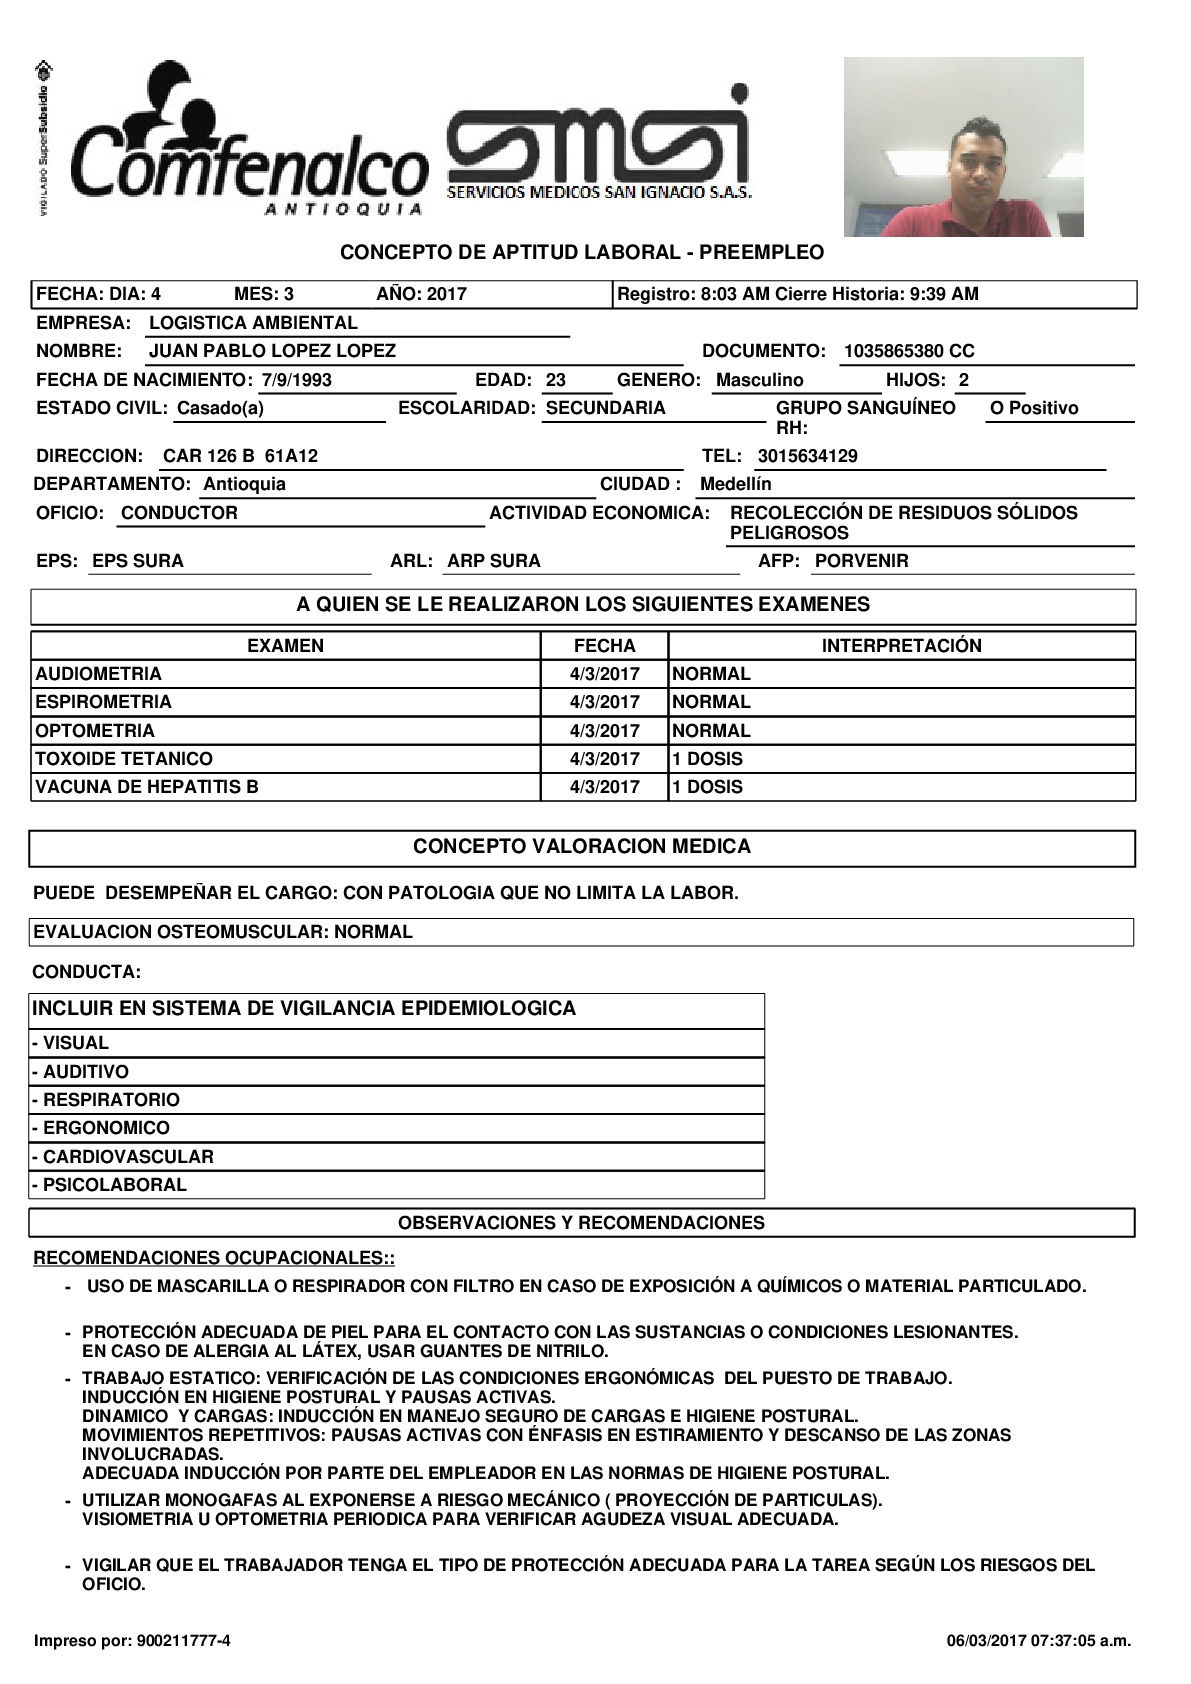 VIGILADO SuperSubsidio
Comfenalco
ANTIOQUIA
smsi
SERVICIOS MEDICOS SAN IGNACIO S.A.S.
CONCEPTO DE APTITUD LABORAL - PREEMPLEO
FECHA: DIA: 4 MES: 3 AÑO: 2017 Registro: 8:03 AM Cierre Historia: 9:39 AM
EMPRESA: LOGISTICA AMBIENTAL
NOMBRE: JUAN PABLO LOPEZ LOPEZ DOCUMENTO: 1035865380 CC
FECHA DE NACIMIENTO: 7/9/1993 EDAD: 23 GENERO: Masculino HIJOS: 2
ESTADO CIVIL: Casado(a) ESCOLARIDAD: SECUNDARIA GRUPO SANGUÍNEO O Positivo
RH:
DIRECCION: CAR 126 B 61A12 TEL: 3015634129
DEPARTAMENTO: Antioquia CIUDAD : Medellín
OFICIO: CONDUCTOR ACTIVIDAD ECONOMICA: RECOLECCIÓN DE RESIDUOS SÓLIDOS
PELIGROSOS
EPS: EPS SURA ARL: ARP SURA AFP: PORVENIR
A QUIEN SE LE REALIZARON LOS SIGUIENTES EXAMENES
EXAMEN FECHA INTERPRETACIÓN
AUDIOMETRIA 4/3/2017 NORMAL
ESPIROMETRIA 4/3/2017 NORMAL
OPTOMETRIA 4/3/2017 NORMAL
TOXOIDE TETANICO 4/3/2017 1 DOSIS
VACUNA DE HEPATITIS B 4/3/2017 1 DOSIS
CONCEPTO VALORACION MEDICA
PUEDE DESEMPEÑAR EL CARGO: CON PATOLOGIA QUE NO LIMITA LA LABOR.
EVALUACION OSTEOMUSCULAR: NORMAL
CONDUCTA:
INCLUIR EN SISTEMA DE VIGILANCIA EPIDEMIOLOGICA
- VISUAL
- AUDITIVO
- RESPIRATORIO
- ERGONOMICO
- CARDIOVASCULAR
- PSICOLABORAL
OBSERVACIONES Y RECOMENDACIONES
RECOMENDACIONES OCUPACIONALES::
- USO DE MASCARILLA O RESPIRADOR CON FILTRO EN CASO DE EXPOSICIÓN A QUÍMICOS O MATERIAL PARTICULADO.
- PROTECCIÓN ADECUADA DE PIEL PARA EL CONTACTO CON LAS SUSTANCIAS O CONDICIONES LESIONANTES.
EN CASO DE ALERGIA AL LÁTEX, USAR GUANTES DE NITRILO.
- TRABAJO ESTATICO: VERIFICACIÓN DE LAS CONDICIONES ERGONÓMICAS DEL PUESTO DE TRABAJO.
INDUCCIÓN EN HIGIENE POSTURAL Y PAUSAS ACTIVAS.
DINAMICO Y CARGAS: INDUCCIÓN EN MANEJO SEGURO DE CARGAS E HIGIENE POSTURAL.
MOVIMIENTOS REPETITIVOS: PAUSAS ACTIVAS CON ÉNFASIS EN ESTIRAMIENTO Y DESCANSO DE LAS ZONAS
INVOLUCRADAS.
ADECUADA INDUCCIÓN POR PARTE DEL EMPLEADOR EN LAS NORMAS DE HIGIENE POSTURAL.
- UTILIZAR MONOGAFAS AL EXPONERSE A RIESGO MECÁNICO ( PROYECCIÓN DE PARTICULAS).
VISIOMETRIA U OPTOMETRIA PERIODICA PARA VERIFICAR AGUDEZA VISUAL ADECUADA.
- VIGILAR QUE EL TRABAJADOR TENGA EL TIPO DE PROTECCIÓN ADECUADA PARA LA TAREA SEGÚN LOS RIESGOS DEL
OFICIO.
Impreso por: 900211777-4 06/03/2017 07:37:05 a.m.